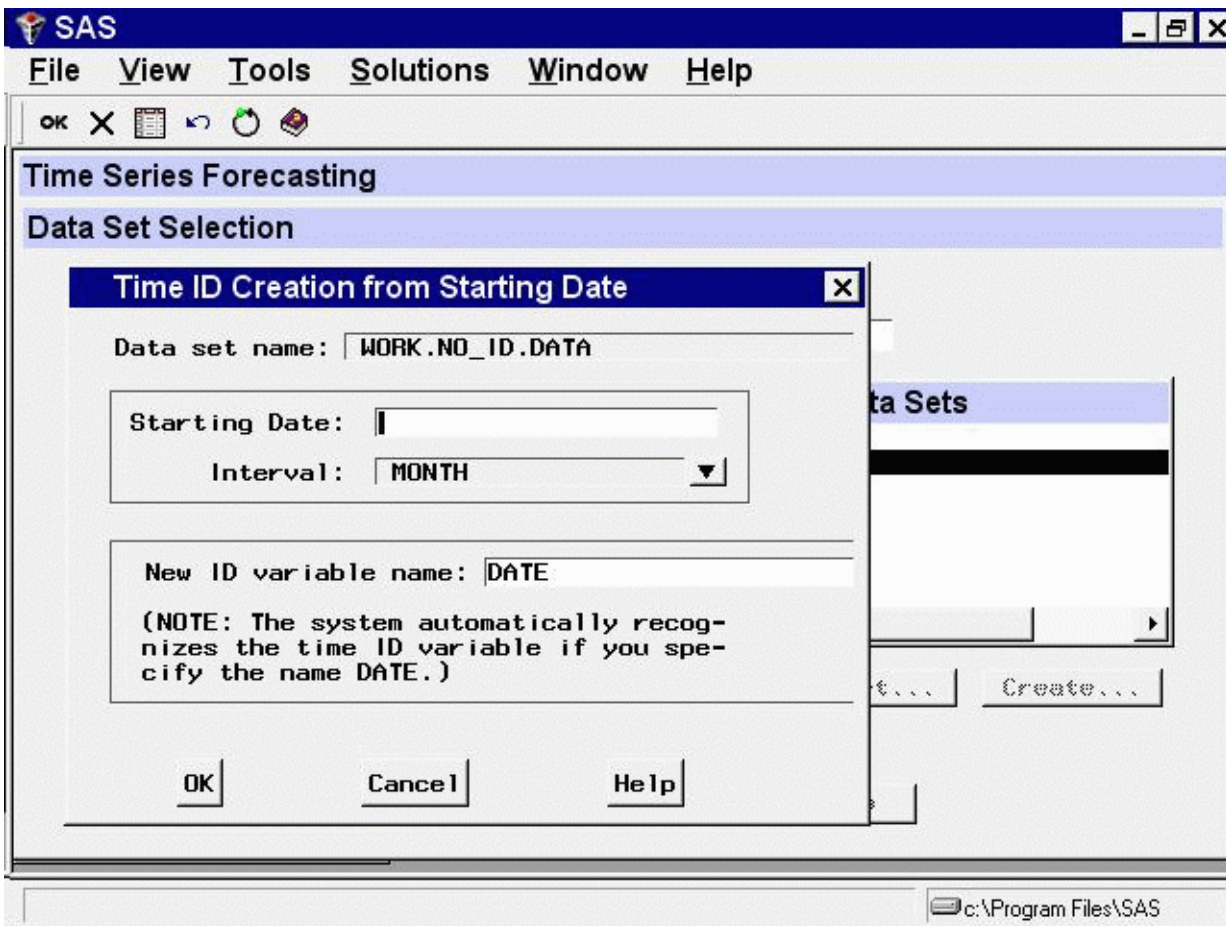 SAS
File View Tools Solutions Window Help
OK
Time Series Forecasting
Data Set Selection
Time ID Creation from Starting Date
Data set name: WORK.NO_ID.DATA
ta Sets
Starting Date:
Interval: MONTH
New ID variable name: DATE
(NOTE: The system automatically recog-
nizes the time ID variable if you spe-
cify the name DATE.)
t... Create...
OK Cancel Help
c:\Program Files\SAS